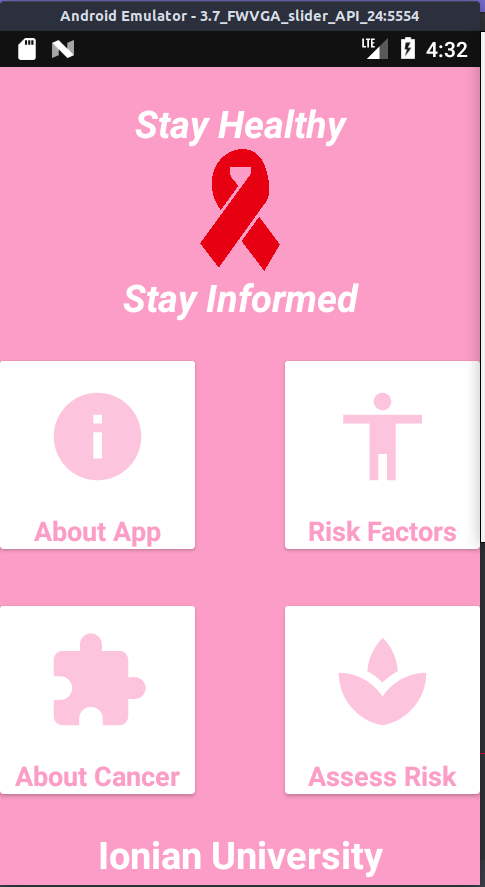 Android Emulator - 3.7_FWVGA_slider_API_24:5554
LTE 4:32
Stay Healthy
Stay Informed
About App
Risk Factors
About Cancer
Assess Risk
Ionian University